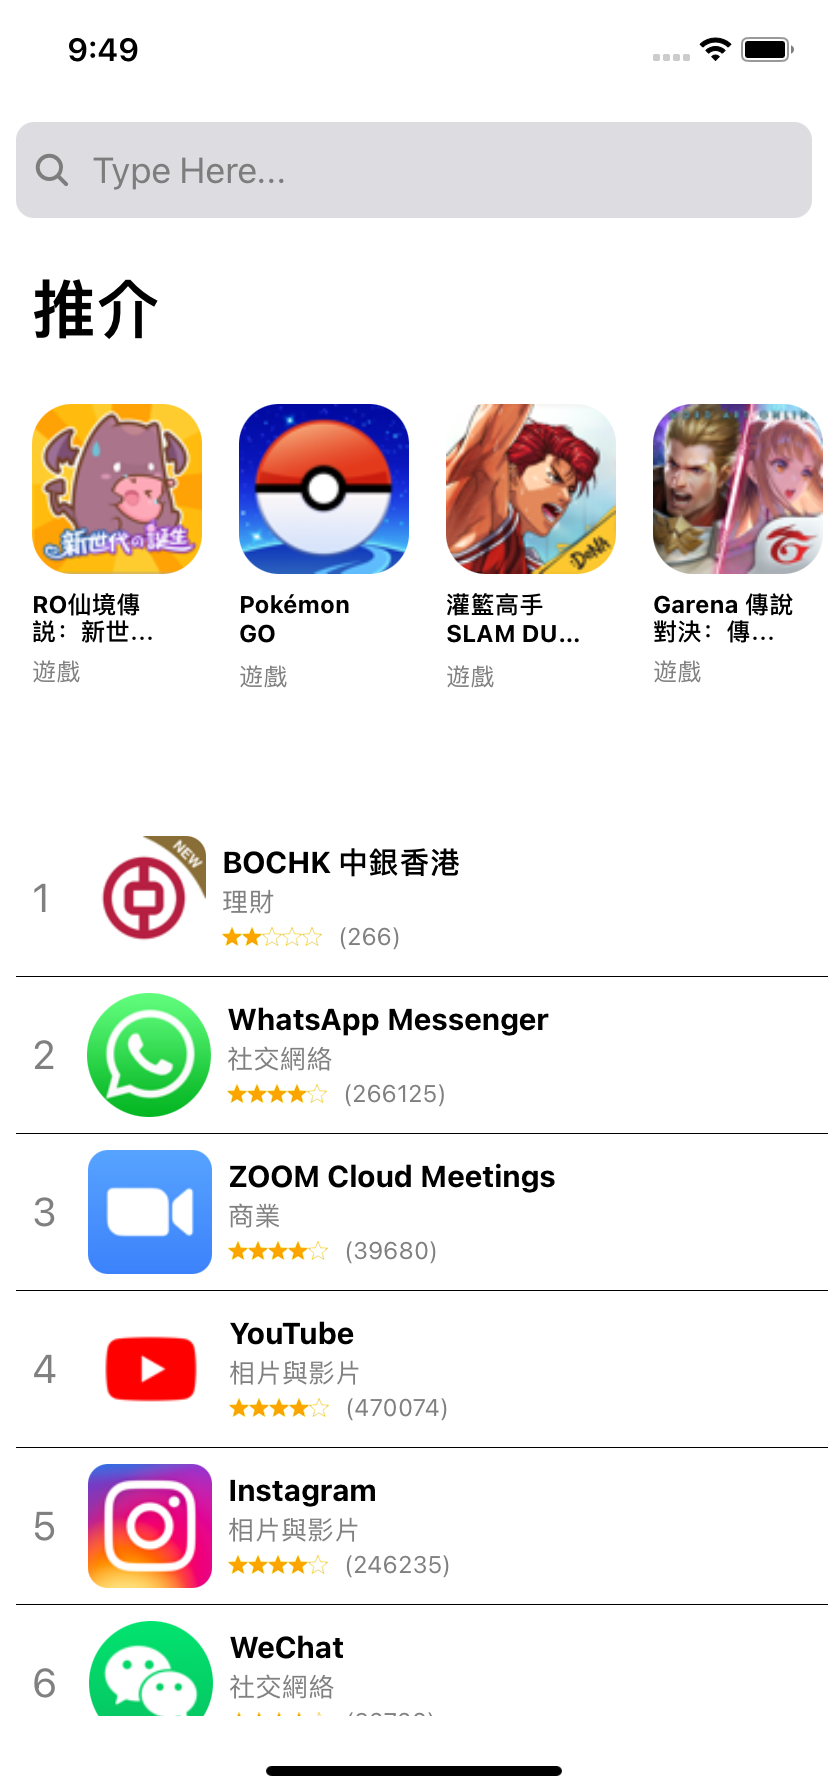 9:49
Type Here...
推介
新世代の誕生
:DeNA
RO仙境傳
説：新世...
遊戲
Pokémon
GO
遊戲
灌籃高手
SLAM DU...
遊戲
Garena 傳說
對決：傳...
遊戲
1
NEW
BOCHK 中銀香港
理財
★★☆☆☆ (266)
2
WhatsApp Messenger
社交網絡
★★★★☆ (266125)
3
ZOOM Cloud Meetings
商業
★★★★☆ (39680)
4
YouTube
相片與影片
★★★★☆ (470074)
5
Instagram
相片與影片
★★★★☆ (246235)
6
WeChat
社交網絡